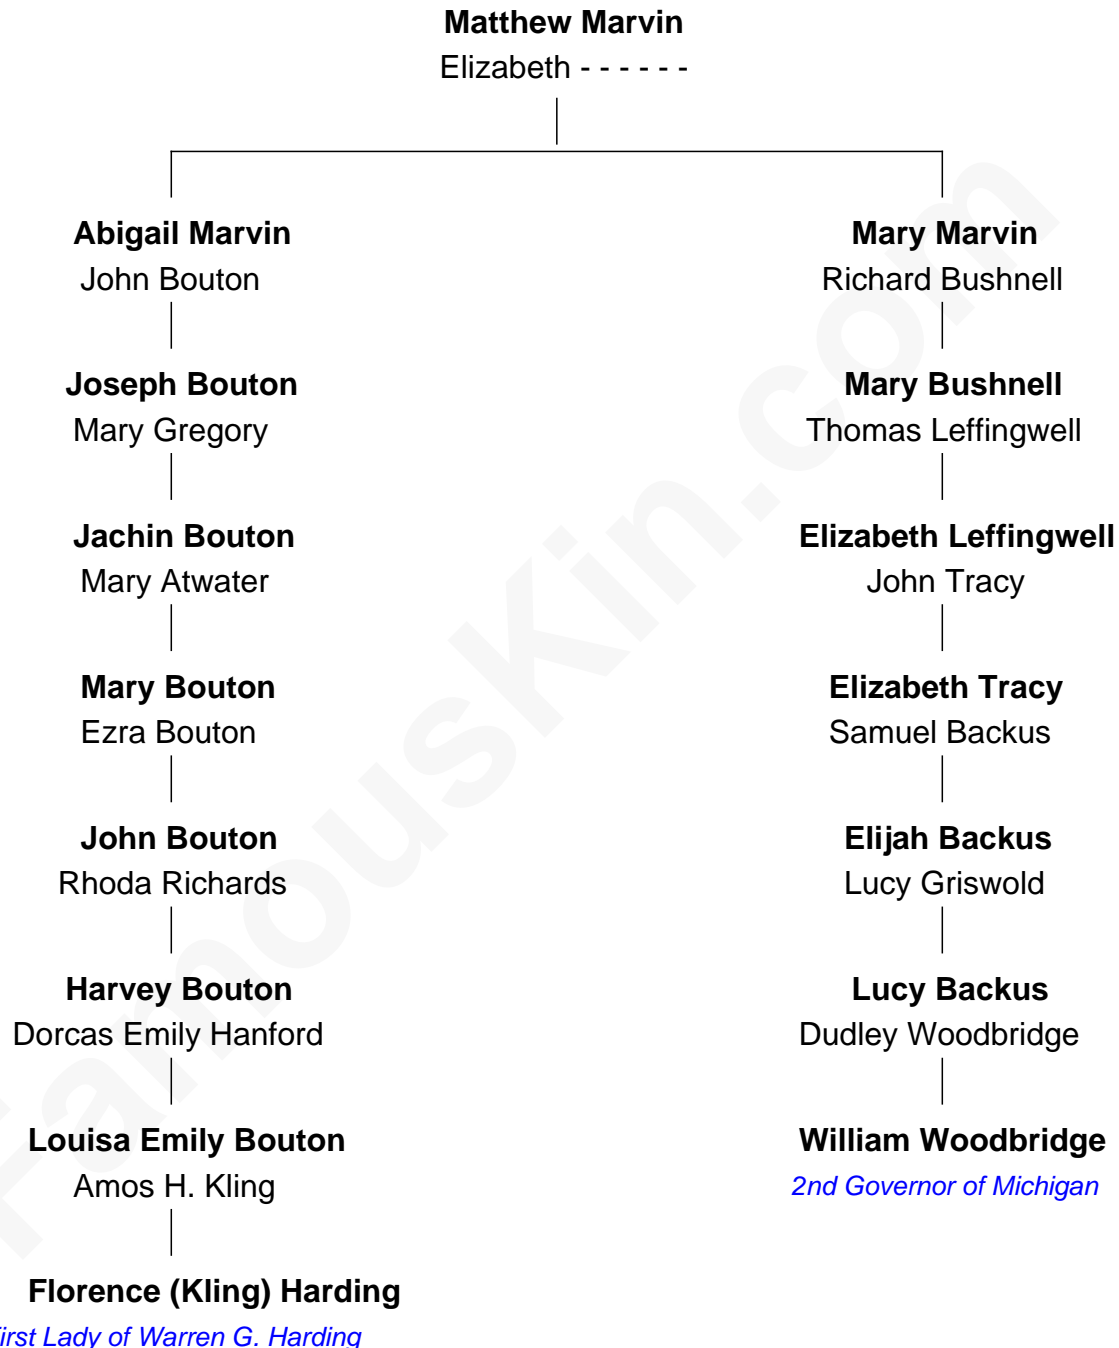 Matthew Marvin
Elizabeth - - - - - -
Abigail Marvin
John Bouton
Mary Marvin
Richard Bushnell
Joseph Bouton
Mary Gregory
Mary Bushnell
Thomas Leffingwell
Jachin Bouton
Mary Atwater
Elizabeth Leffingwell
John Tracy
Mary Bouton
Ezra Bouton
Elizabeth Tracy
Samuel Backus
John Bouton
Rhoda Richards
Elijah Backus
Lucy Griswold
Harvey Bouton
Dorcas Emily Hanford
Lucy Backus
Dudley Woodbridge
Louisa Emily Bouton
Amos H. Kling
William Woodbridge
2nd Governor of Michigan
Florence (Kling) Harding
First Lady of Warren G. Harding
FamousKin.com